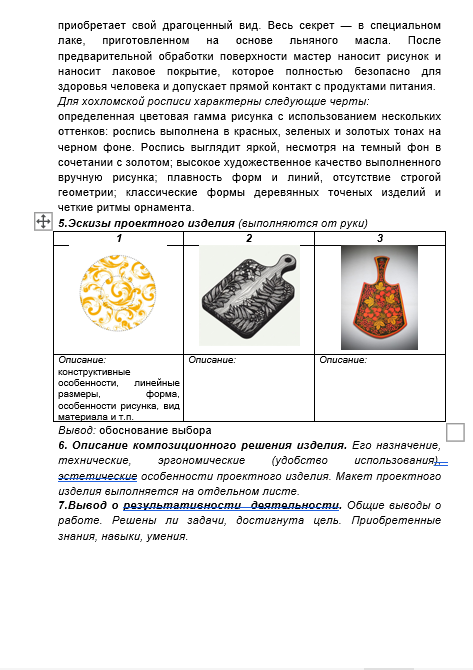 приобретает свой драгоценный вид. Весь секрет — в специальном
лаке, приготовленном на основе льняного масла. После
предварительной обработки поверхности мастер наносит рисунок и
наносит лаковое покрытие, которое полностью безопасно для
здоровья человека и допускает прямой контакт с продуктами питания.
Для хохломской росписи характерны следующие черты:
определенная цветовая гамма рисунка с использованием нескольких
оттенков: роспись выполнена в красных, зеленых и золотых тонах на
черном фоне. Роспись выглядит яркой, несмотря на темный фон в
сочетании с золотом; высокое художественное качество выполненного
вручную рисунка; плавность форм и линий, отсутствие строгой
геометрии; классические формы деревянных точеных изделий и
четкие ритмы орнамента.
5.Эскизы проектного изделия (выполняются от руки)
1 2 3
Описание:
конструктивные
особенности, линейные
размеры, форма,
особенности рисунка, вид
материала и т.п.
Описание:
Описание:
Вывод: обоснование выбора
6. Описание композиционного решения изделия. Его назначение,
технические, эргономические (удобство использования),
эстетические особенности проектного изделия. Макет проектного
изделия выполняется на отдельном листе.
7.Вывод о результативности деятельности. Общие выводы о
работе. Решены ли задачи, достигнута цель. Приобретенные
знания, навыки, умения.